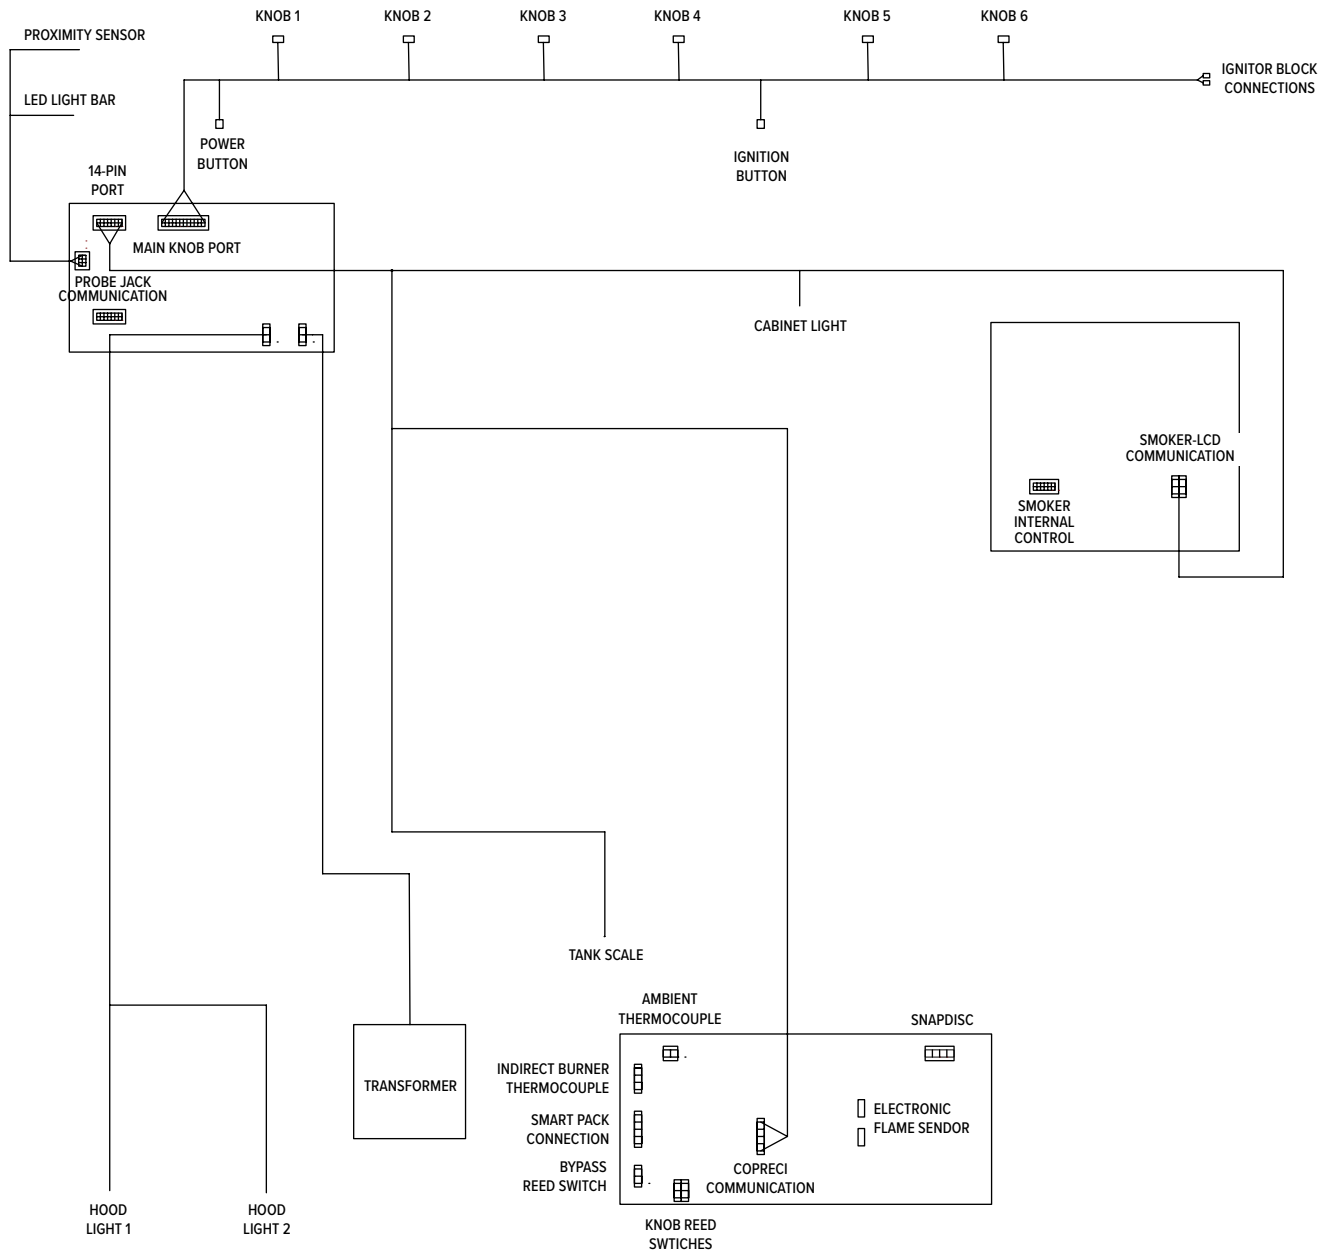 KNOB 1
KNOB 2
KNOB 3
KNOB 4
KNOB 5
KNOB 6
PROXIMITY SENSOR
IGNITOR BLOCK
CONNECTIONS
LED LIGHT BAR
POWER
BUTTON
IGNITION
BUTTON
14-PIN
PORT
MAIN KNOB PORT
PROBE JACK
COMMUNICATION
CABINET LIGHT
SMOKER-LCD
COMMUNICATION
SMOKER
INTERNAL
CONTROL
TANK SCALE
AMBIENT
THERMOCOUPLE
SNAPDISC
INDIRECT BURNER
THERMOCOUPLE
TRANSFORMER
SMART PACK
CONNECTION
ELECTRONIC
FLAME SENDOR
BYPASS
REED SWITCH
COPRECI
COMMUNICATION
HOOD
LIGHT 1
HOOD
LIGHT 2
KNOB REED
SWTICHES